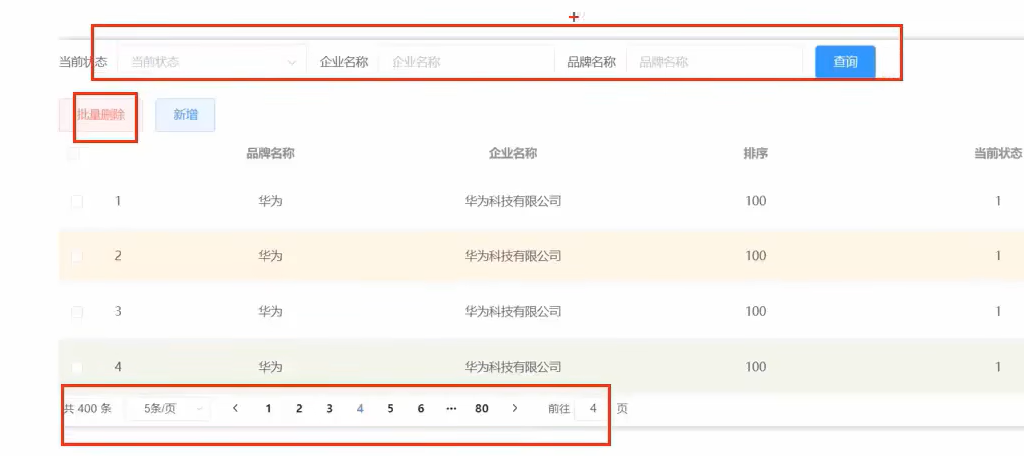 当前状态 当前状态 企业名称 企业名称 品牌名称 品牌名称 查询
批量删除 新增
品牌名称 企业名称 排序 当前状态
1 华为 华为科技有限公司 100 1
2 华为 华为科技有限公司 100 1
3 华为 华为科技有限公司 100 1
4 华为 华为科技有限公司 100 1
共 400 条 5条/页 < 1 2 3 4 5 6 ••• 80 > 前往 4 页